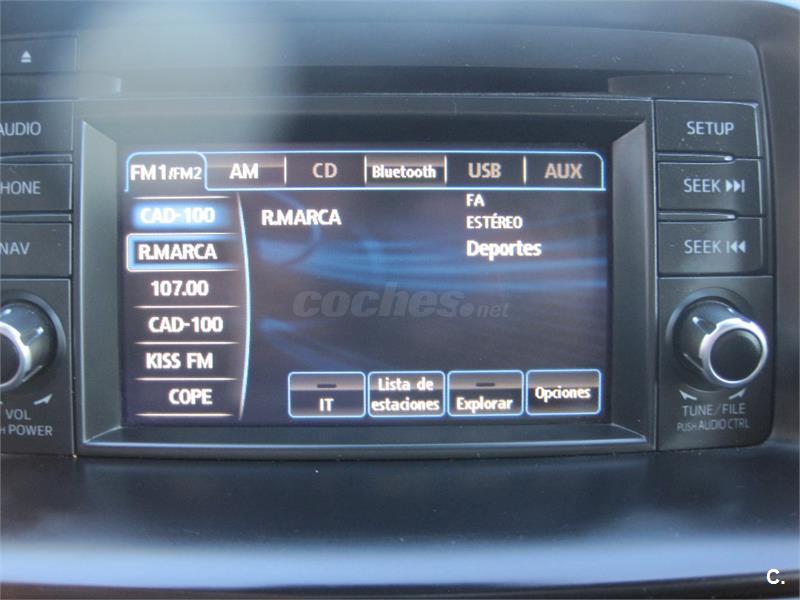 AUDIO
PHONE
NAV
VOL
PUSH POWER
FM1/FM2 AM CD Bluetooth USB AUX
CAD-100
R.MARCA
107.00
CAD-100
KISS FM
COPE
R.MARCA
FA
ESTÉREO
Deportes
coches.net
IT
Lista de
estaciones
Explorar
Opciones
SETUP
SEEK
SEEK
TUNE/FILE
PUSH AUDIO CTRL
C.